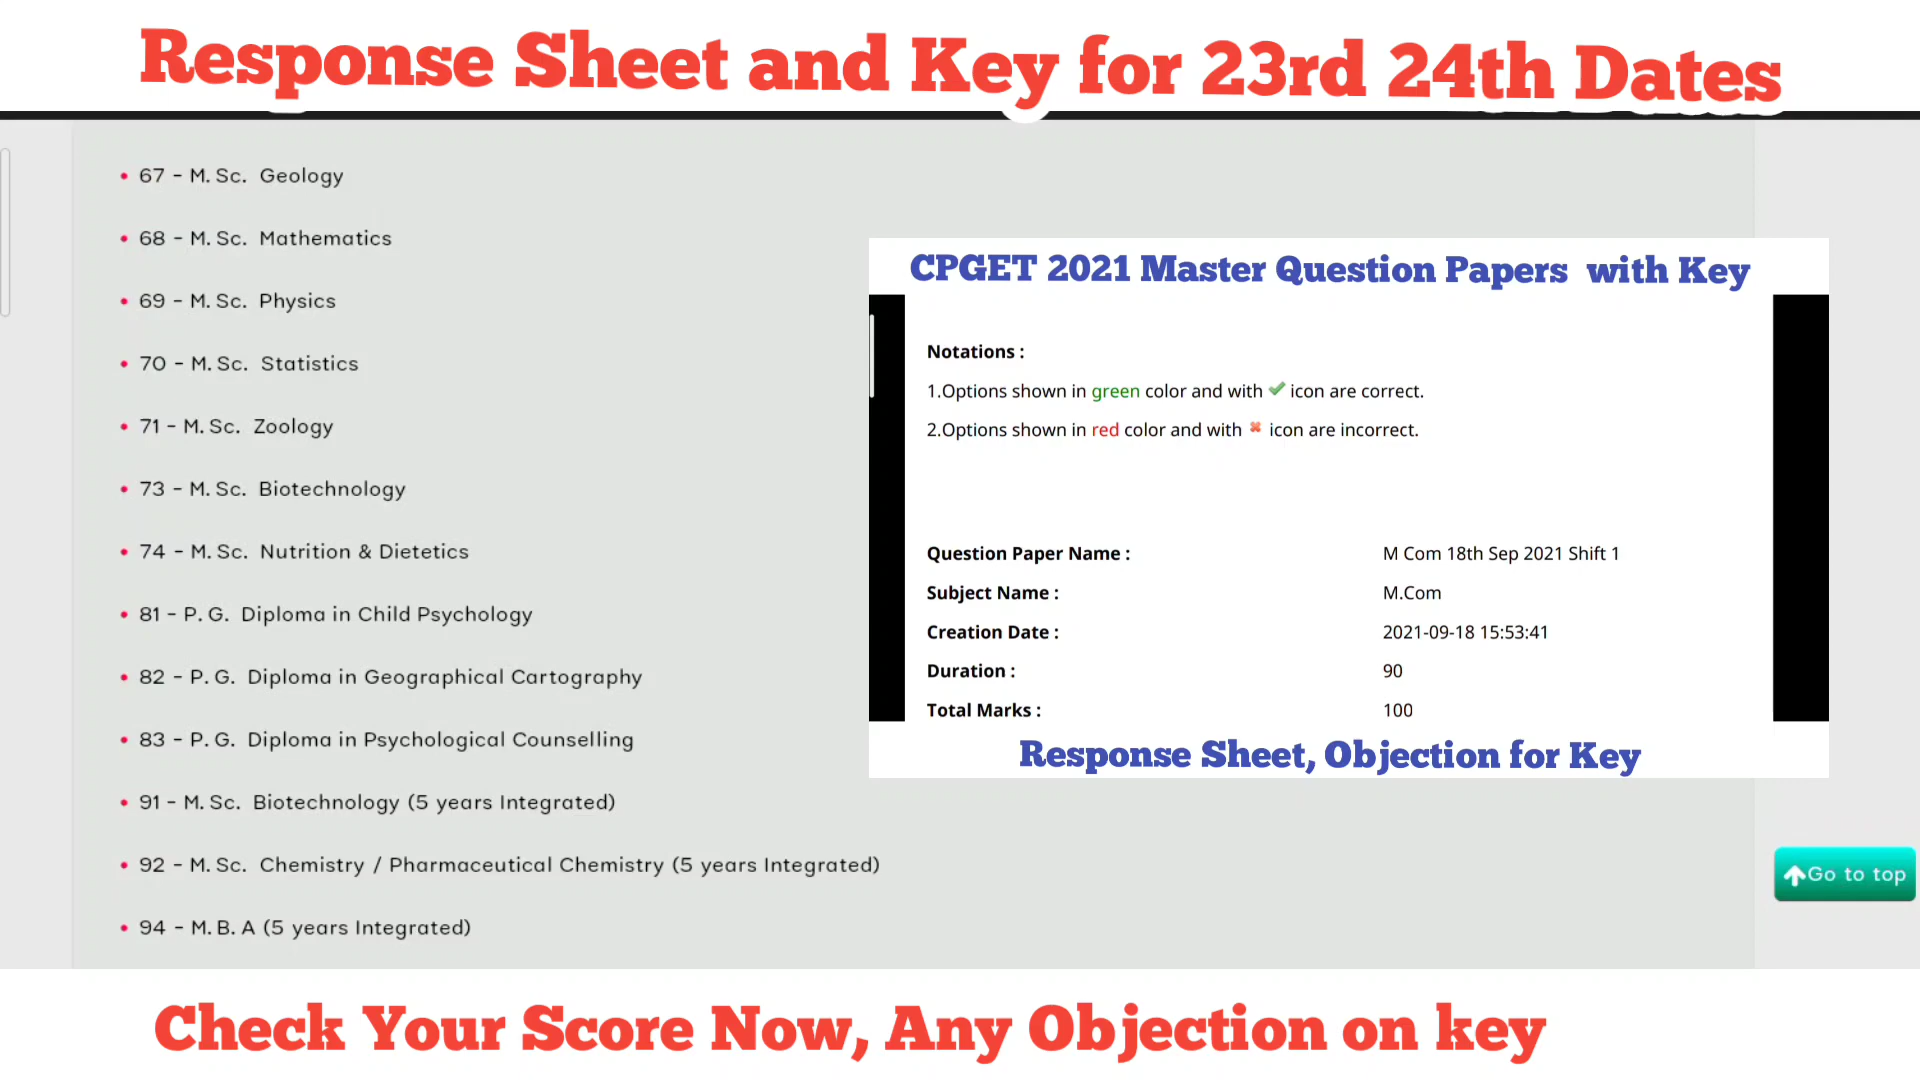 Response Sheet and Key for 23rd 24th Dates
67 - M. Sc. Geology
68 - M. Sc. Mathematics
69 - M. Sc. Physics
70 - M. Sc. Statistics
71 - M. Sc. Zoology
73 - M. Sc. Biotechnology
74 - M. Sc. Nutrition & Dietetics
81 - P. G. Diploma in Child Psychology
82 - P. G. Diploma in Geographical Cartography
83 - P. G. Diploma in Psychological Counselling
91 - M. Sc. Biotechnology (5 years Integrated)
92 - M. Sc. Chemistry / Pharmaceutical Chemistry (5 years Integrated)
94 - M. B. A (5 years Integrated)
CPGET 2021 Master Question Papers with Key
Notations :
1.Options shown in green color and with ✔ icon are correct.
2.Options shown in red color and with ✖ icon are incorrect.
Question Paper Name : M Com 18th Sep 2021 Shift 1
Subject Name : M.Com
Creation Date : 2021-09-18 15:53:41
Duration : 90
Total Marks : 100
Response Sheet, Objection for Key
Go to top
Check Your Score Now, Any Objection on key